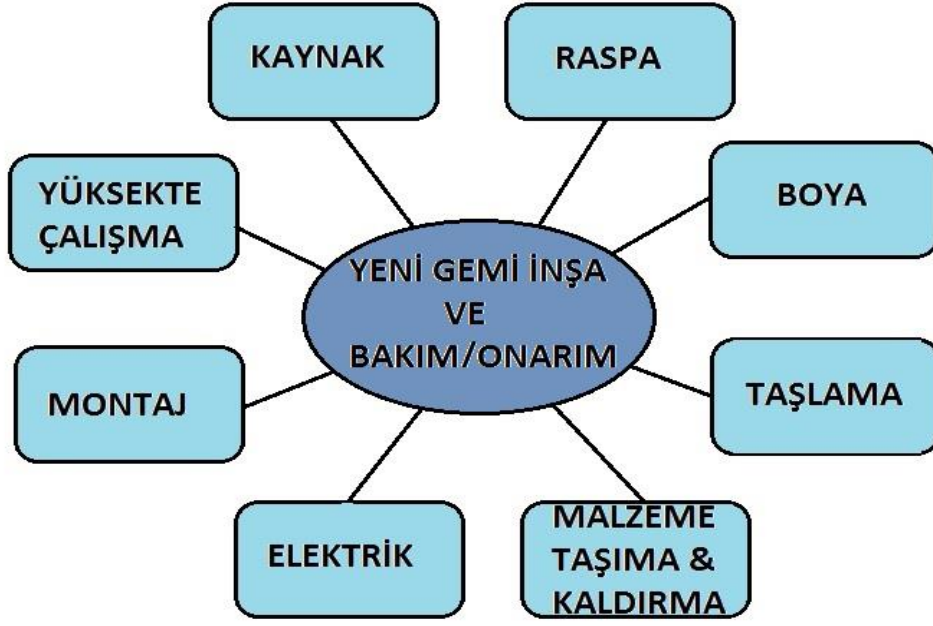 KAYNAK
RASPA
YÜKSEKTE
ÇALIŞMA
BOYA
YENİ GEMİ İNŞA
VE
BAKIM/ONARIM
MONTAJ
TAŞLAMA
ELEKTRİK
MALZEME
TAŞIMA &
KALDIRMA